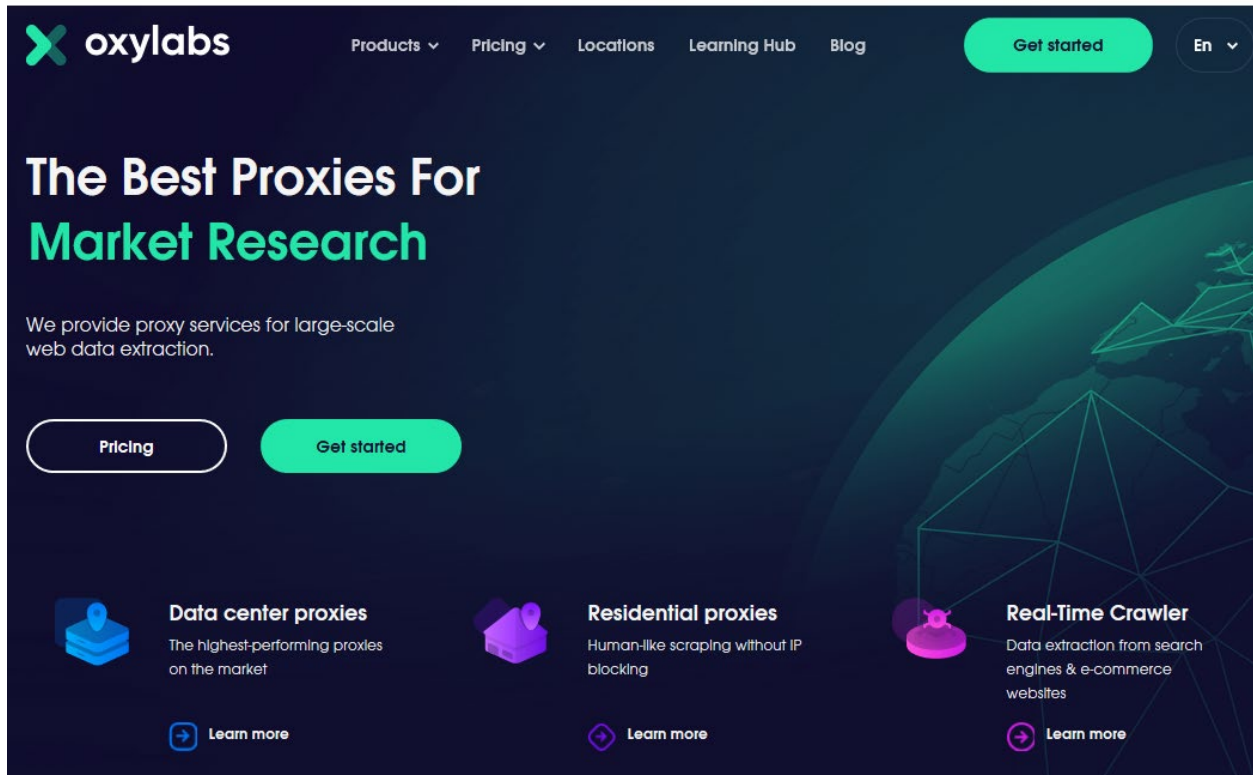 oxylabs
Products
Pricing
Locations
Learning Hub
Blog
Get started
En
The Best Proxies For
Market Research
We provide proxy services for large-scale
web data extraction.
Pricing
Get started
Data center proxies
The highest-performing proxies
on the market
Learn more
Residential proxies
Human-like scraping without IP
blocking
Learn more
Real-Time Crawler
Data extraction from search
engines & e-commerce
websites
Learn more